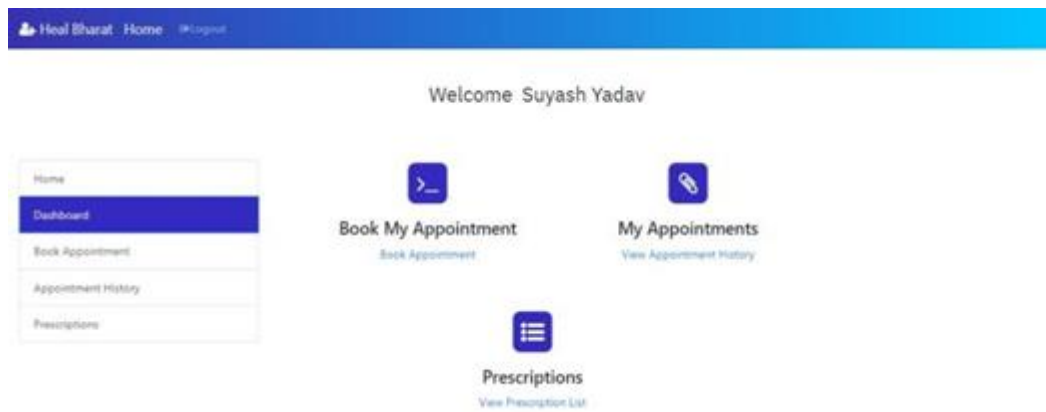 Heal Bharat Home Logout
Welcome Suyash Yadav
Home
Dashboard
Book Appointment
Appointment History
Prescriptions
Book My Appointment
Book Appointment
My Appointments
View Appointment History
Prescriptions
View Prescription List